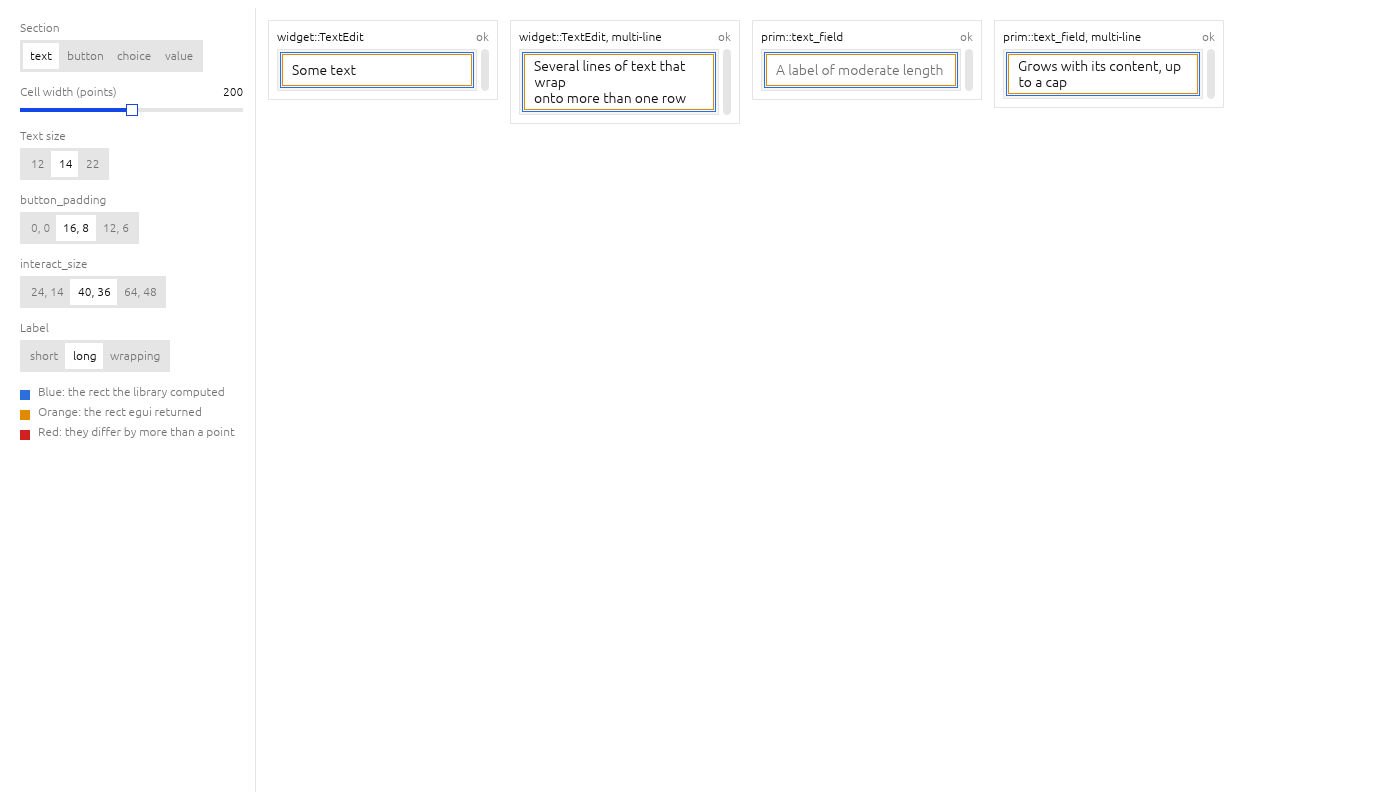 Section
text button choice value
Cell width (points) 200
Text size
12 14 22
button_padding
0, 0 16, 8 12, 6
interact_size
24, 14 40, 36 64, 48
Label
short long wrapping
Blue: the rect the library computed
Orange: the rect egui returned
Red: they differ by more than a point
widget::TextEdit ok
Some text
widget::TextEdit, multi-line ok
Several lines of text that
wrap
onto more than one row
prim::text_field ok
A label of moderate length
prim::text_field, multi-line ok
Grows with its content, up
to a cap